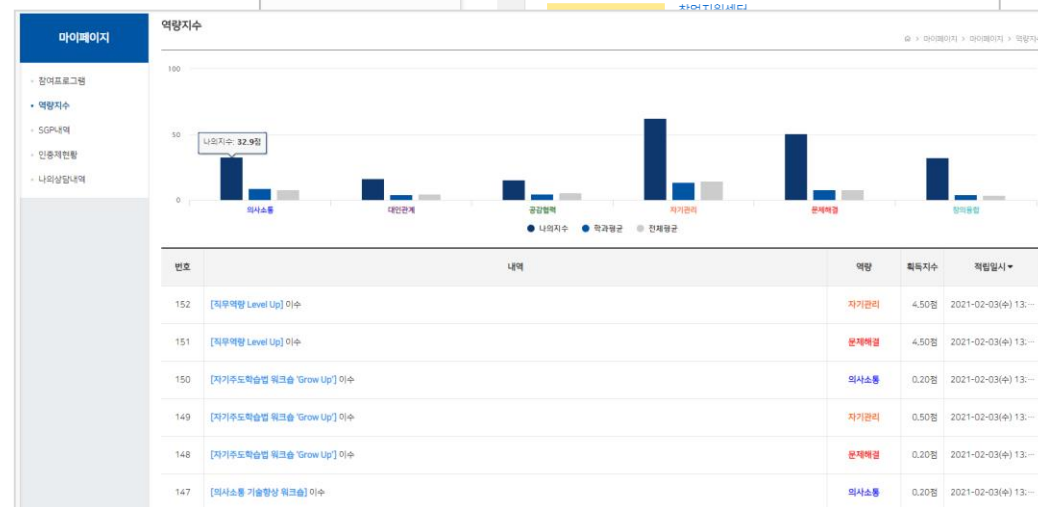 창업지원센터
마이페이지
역량지수
> 마이페이지 > 마이페이지 > 역량지수
참여프로그램
역량지수
SGP내역
인증제현황
나의상담내역
100
50
0
나의지수: 32.9점
의사소통 대인관계 공감협력 자기관리 문제해결 창의융합
나의지수 학과평균 전체평균
번호 내역 역량 획득지수 적립일시▼
152 [직무역량 Level Up] 이수 자기관리 4.50점 2021-02-03(수) 13:…
151 [직무역량 Level Up] 이수 문제해결 4.50점 2021-02-03(수) 13:…
150 [자기주도학습법 워크숍 'Grow Up'] 이수 의사소통 0.20점 2021-02-03(수) 13:…
149 [자기주도학습법 워크숍 'Grow Up'] 이수 자기관리 0.50점 2021-02-03(수) 13:…
148 [자기주도학습법 워크숍 'Grow Up'] 이수 문제해결 0.20점 2021-02-03(수) 13:…
147 [의사소통 기술향상 워크숍] 이수 의사소통 0.20점 2021-02-03(수) 13:…